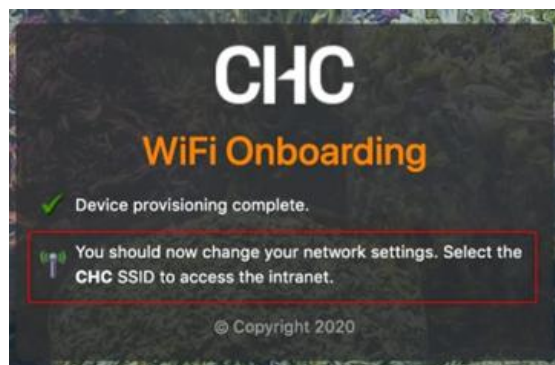 CHC
WiFi Onboarding
Device provisioning complete.
You should now change your network settings. Select the
CHC SSID to access the intranet.
© Copyright 2020